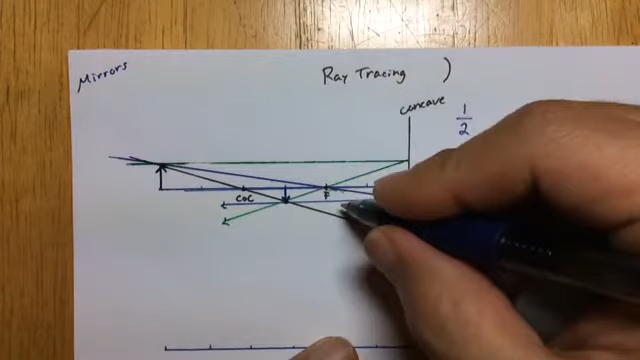 Mirrors
Ray Tracing )
concave
1/2
COC
F